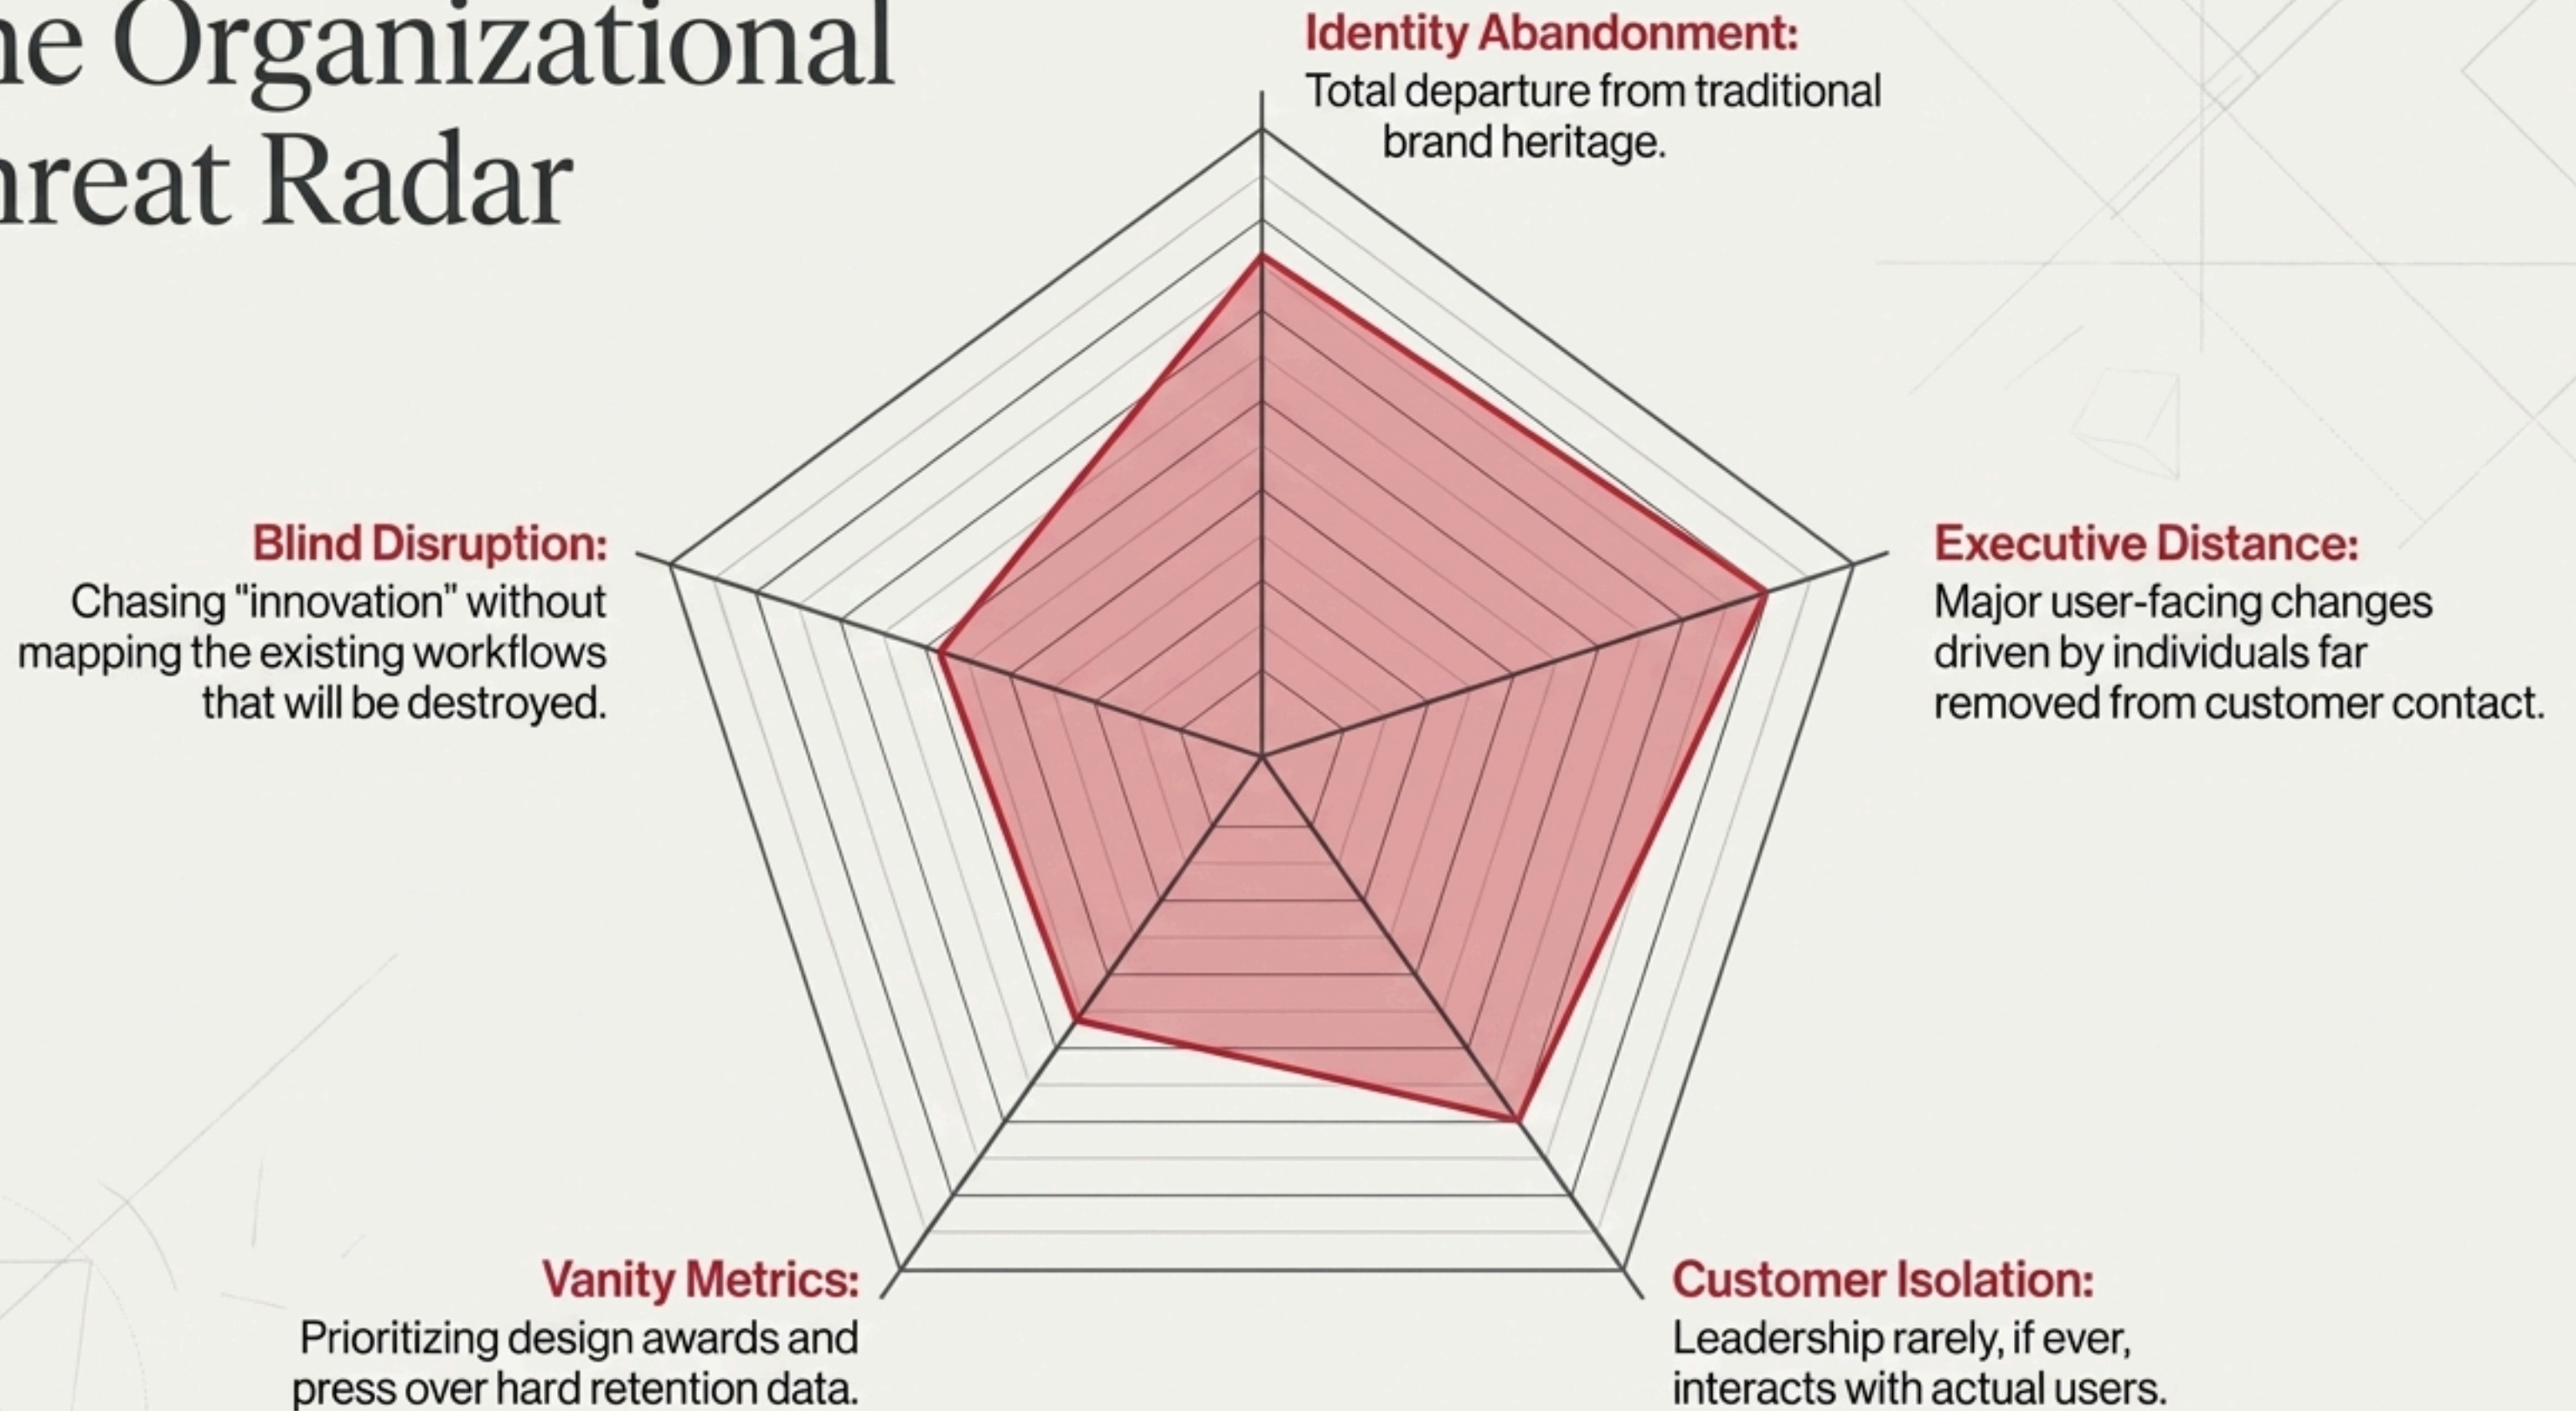 he Organizational
hreat Radar
Identity Abandonment:
Total departure from traditional
brand heritage.
Blind Disruption:
Chasing "innovation" without
mapping the existing workflows
that will be destroyed.
Executive Distance:
Major user-facing changes
driven by individuals far
removed from customer contact.
Vanity Metrics:
Prioritizing design awards and
press over hard retention data.
Customer Isolation:
Leadership rarely, if ever,
interacts with actual users.